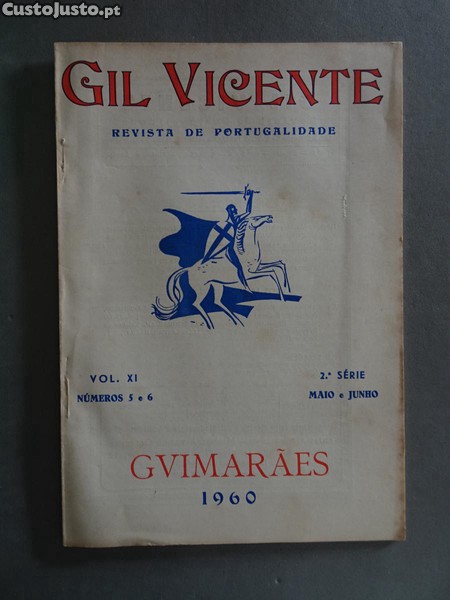 CustoJusto.pt
GIL VICENTE
REVISTA DE PORTUGALIDADE
VOL. XI
NÚMEROS 5 e 6
2.ª SÉRIE
MAIO e JUNHO
GVIMARÃES
1960